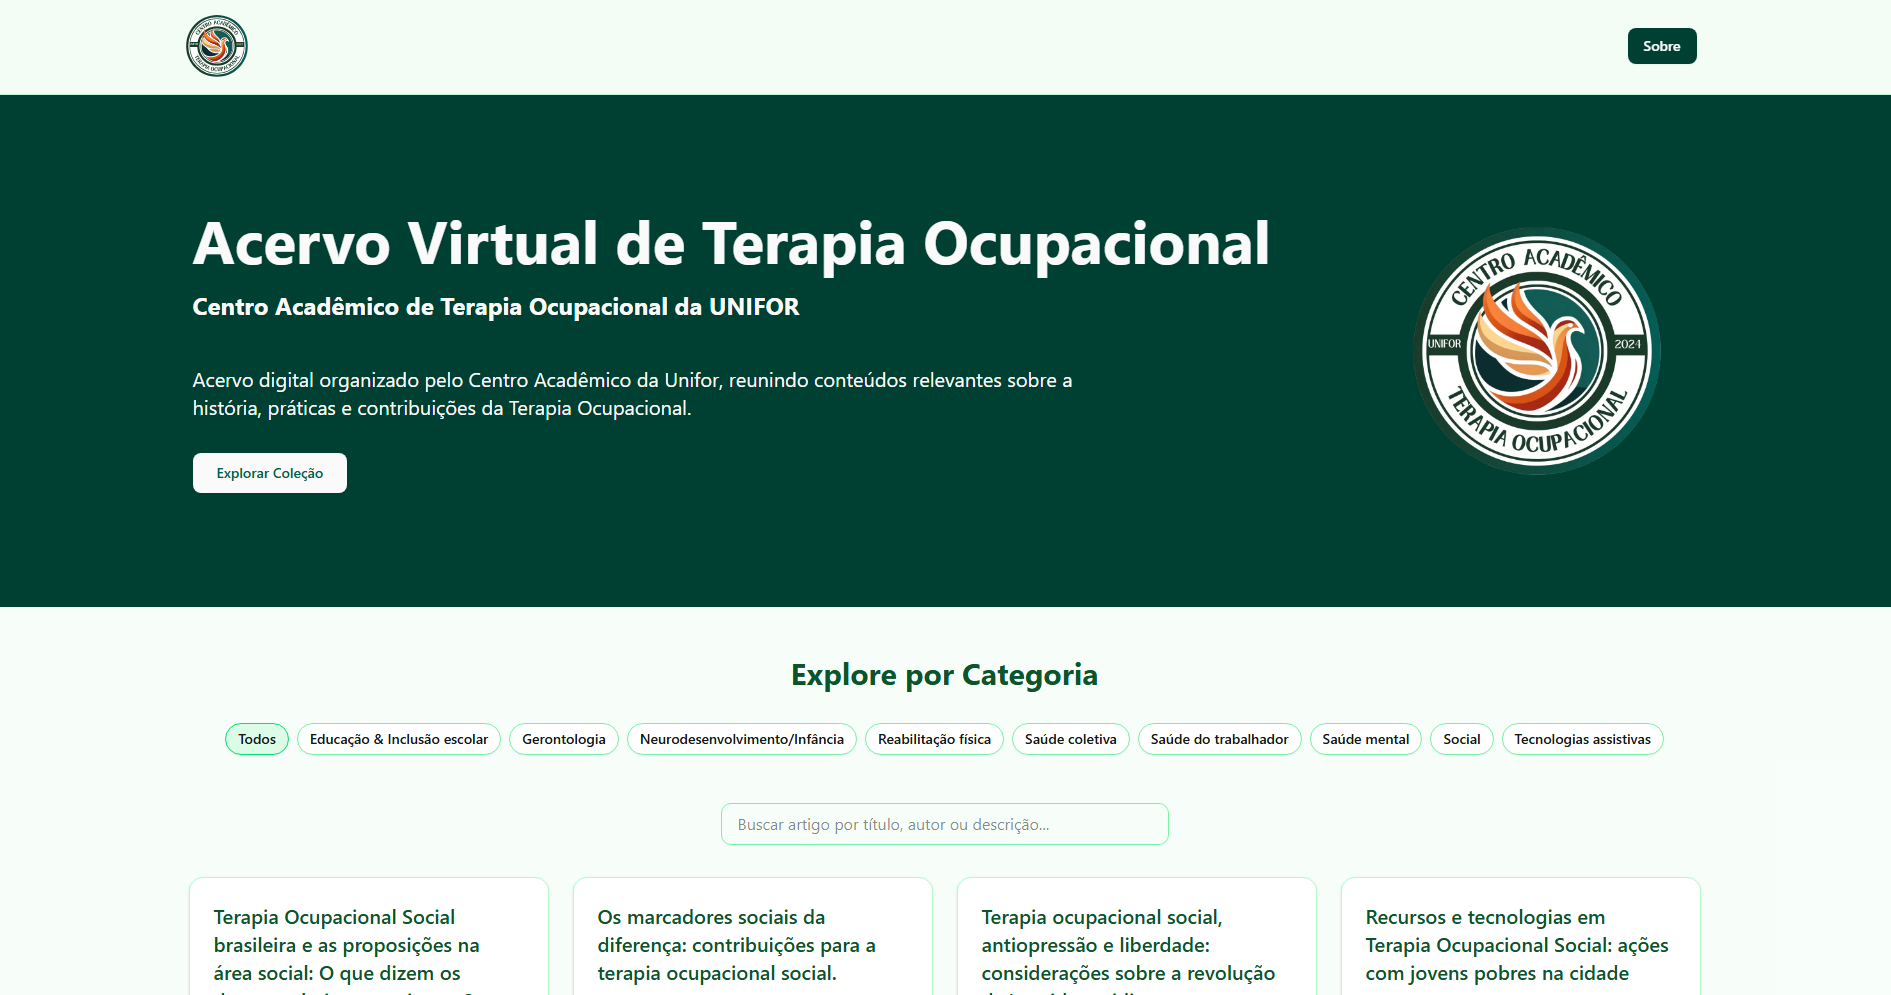 CENTRO ACADÊMICO
TERAPIA OCUPACIONAL
Sobre
Acervo Virtual de Terapia Ocupacional
Centro Acadêmico de Terapia Ocupacional da UNIFOR
Acervo digital organizado pelo Centro Acadêmico da Unifor, reunindo conteúdos relevantes sobre a
história, práticas e contribuições da Terapia Ocupacional.
Explorar Coleção
CENTRO ACADÊMICO
UNIFOR
2024
TERAPIA OCUPACIONAL
Explore por Categoria
Todos
Educação & Inclusão escolar
Gerontologia
Neurodesenvolvimento/Infância
Reabilitação física
Saúde coletiva
Saúde do trabalhador
Saúde mental
Social
Tecnologias assistivas
Buscar artigo por título, autor ou descrição...
Terapia Ocupacional Social
brasileira e as proposições na
área social: O que dizem os
Os marcadores sociais da
diferença: contribuições para a
terapia ocupacional social.
Terapia ocupacional social,
antiopressão e liberdade:
considerações sobre a revolução
Recursos e tecnologias em
Terapia Ocupacional Social: ações
com jovens pobres na cidade